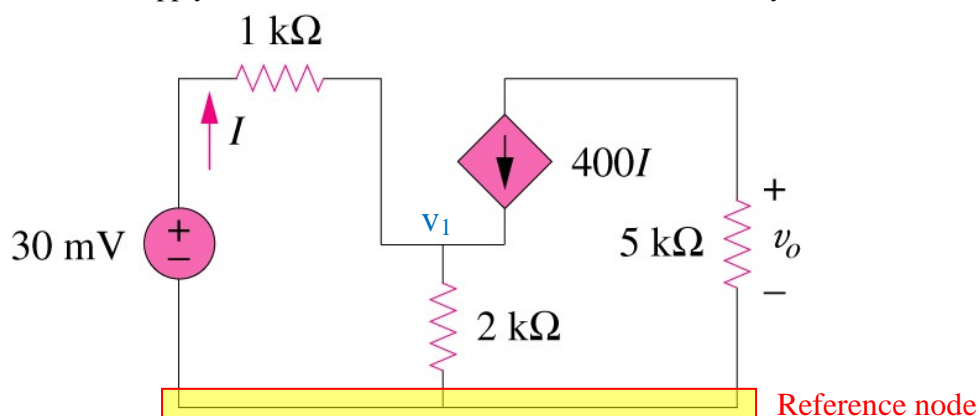 1 kΩ
I
400I
+
30 mV
+
−
v₁
5 kΩ
vₒ
−
2 kΩ
Reference node